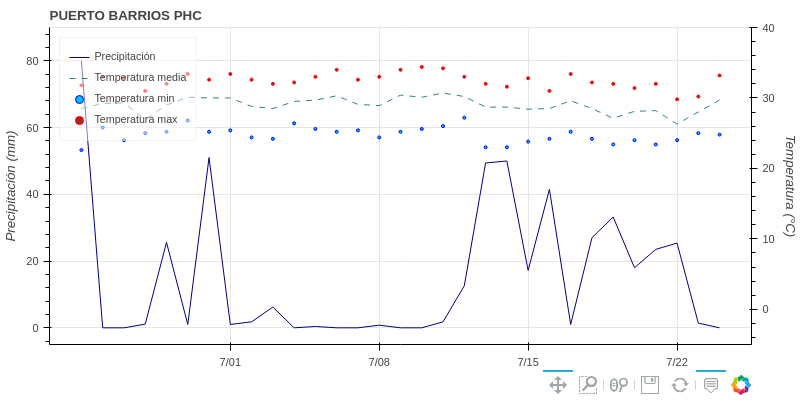 PUERTO BARRIOS PHC
Precipitación
Temperatura media
Temperatura min
Temperatura max
Precipitación (mm)
80
60
40
20
0
Temperatura (°C)
40
30
20
10
0
7/01
7/08
7/15
7/22